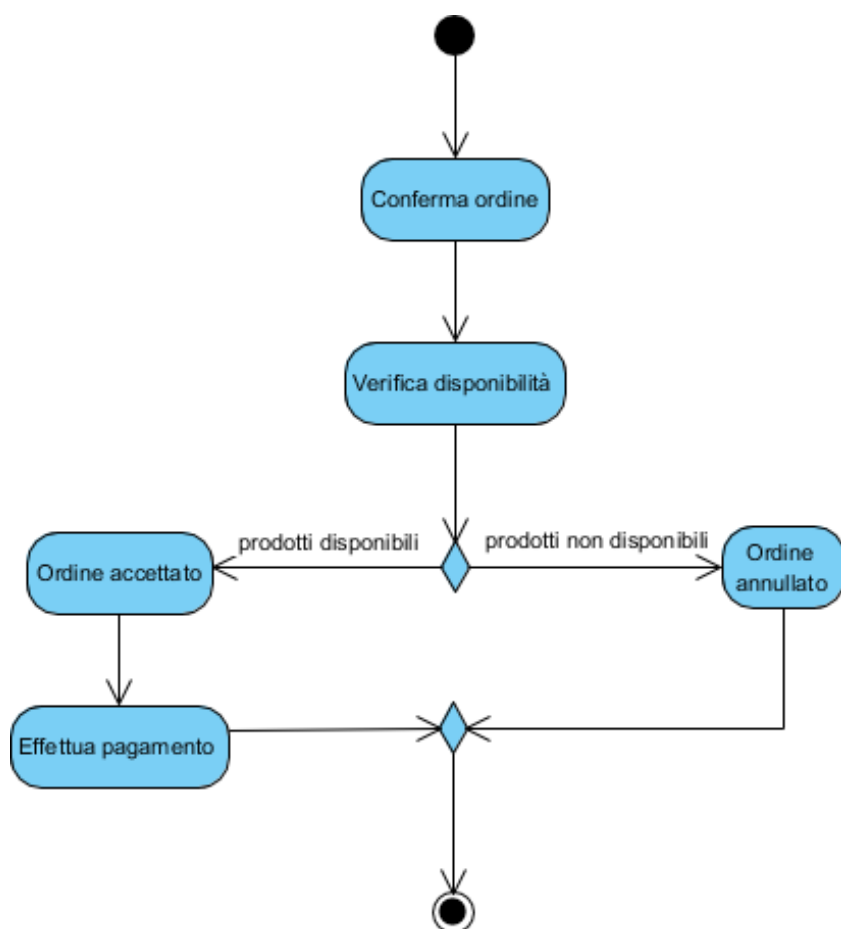 Conferma ordine
Verifica disponibilità
prodotti disponibili
prodotti non disponibili
Ordine accettato
Ordine
annullato
Effettua pagamento